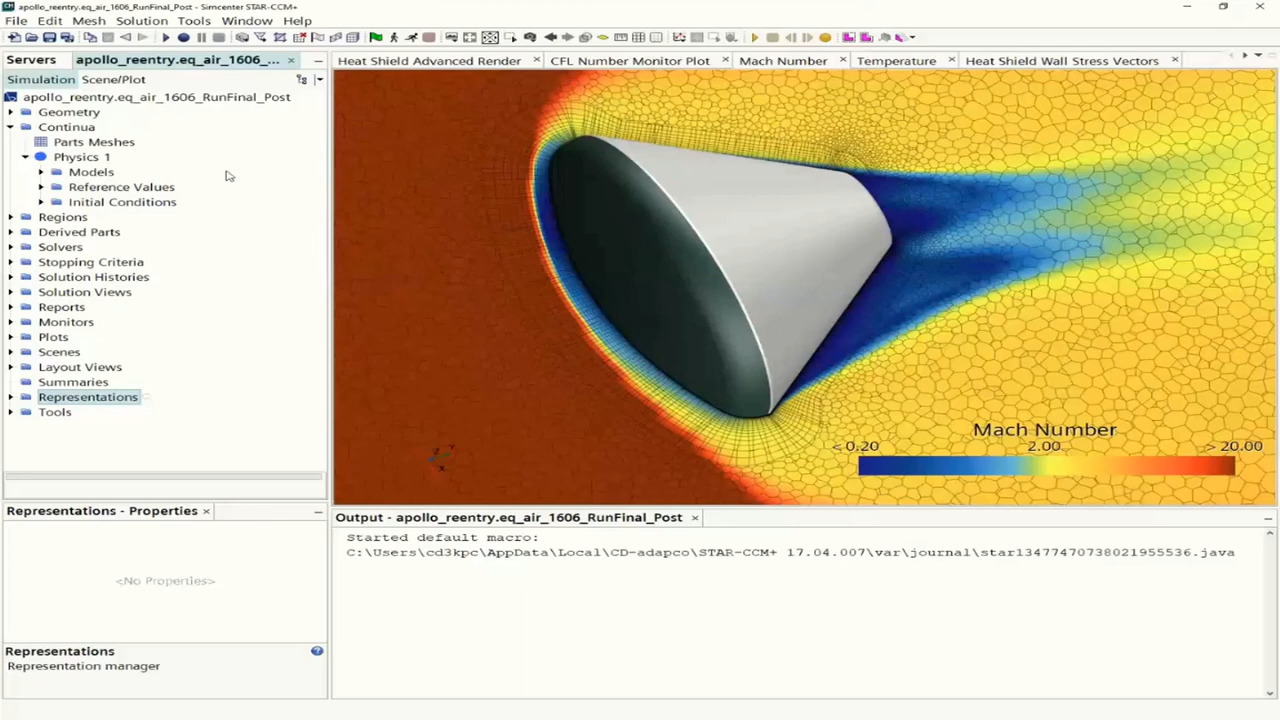 apollo_reentry.eq_air_1606_RunFinal_Post - Simcenter STAR-CCM+
File Edit Mesh Solution Tools Window Help
Servers apollo_reentry.eq_air_1606_... ×
Simulation Scene/Plot
apollo_reentry.eq_air_1606_RunFinal_Post
Geometry
Continua
Parts Meshes
Physics 1
Models
Reference Values
Initial Conditions
Regions
Derived Parts
Solvers
Stopping Criteria
Solution Histories
Solution Views
Reports
Monitors
Plots
Scenes
Layout Views
Summaries
Representations
Tools
Representations - Properties ×
<No Properties>
Representations
Representation manager
Heat Shield Advanced Render × CFL Number Monitor Plot × Mach Number × Temperature × Heat Shield Wall Stress Vectors ×
Z Y
X
Mach Number
< 0.20 2.00 > 20.00
Output - apollo_reentry.eq_air_1606_RunFinal_Post ×
Started default macro:
C:\Users\cd3kpc\AppData\Local\CD-adapco\STAR-CCM+ 17.04.007\var\journal\star13477470738021955536.java